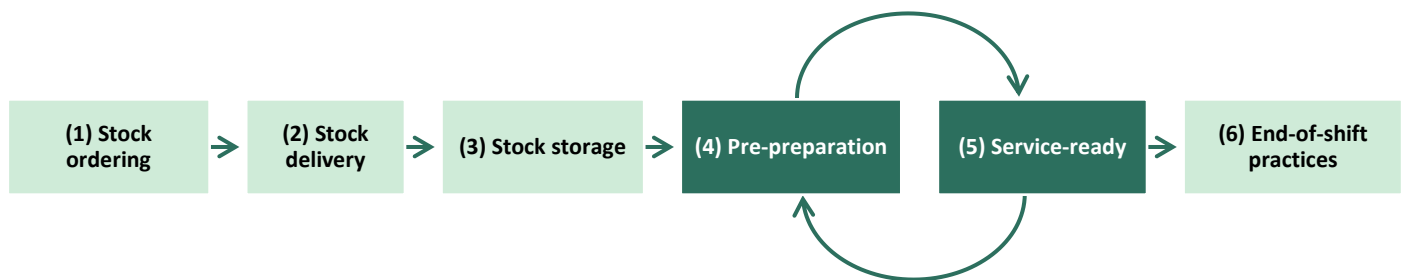 (1) Stock
ordering
(2) Stock
delivery
(3) Stock storage
(4) Pre-preparation
(5) Service-ready
(6) End-of-shift
practices